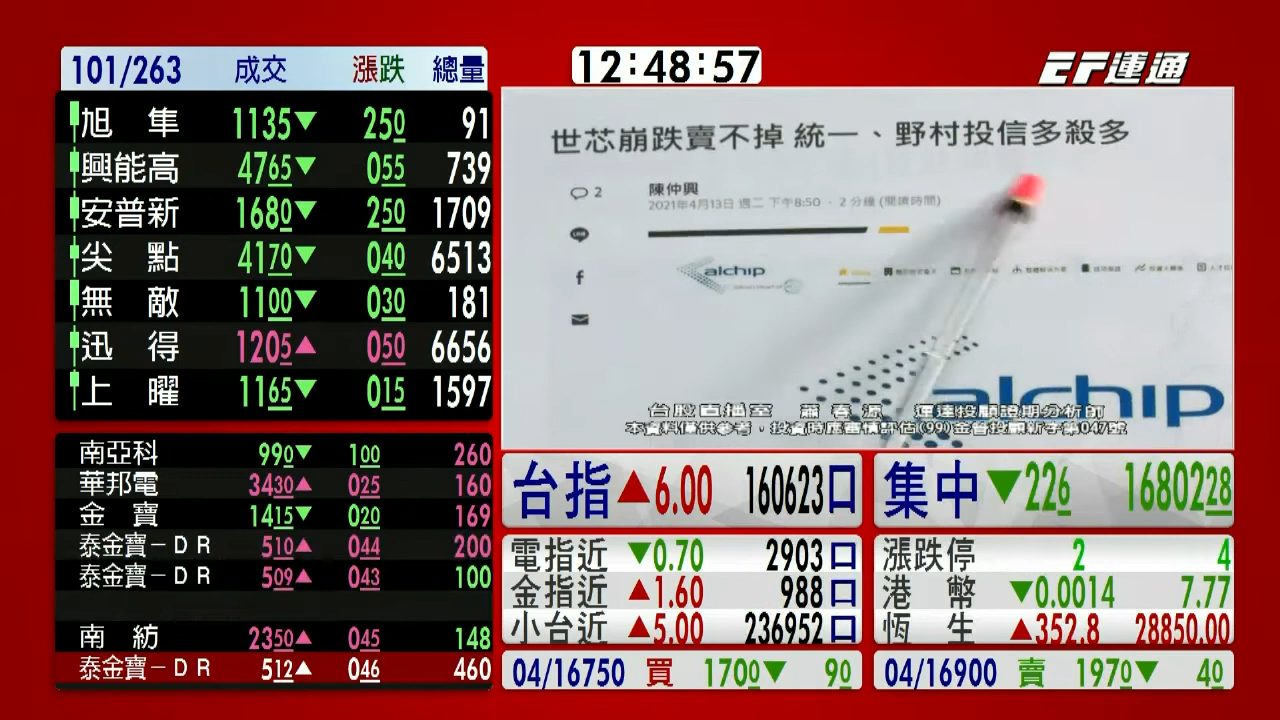 101/263 成交 漲跌 總量
旭隼 1135▼ 250 91
興能高 4765▼ 055 739
安普新 1680▼ 250 1709
尖點 4170▼ 040 6513
無敵 1100▼ 030 181
迅得 1205▲ 050 6656
上曜 1165▼ 015 1597
南亞科 990▼ 100 260
華邦電 3430▲ 025 160
金寶 1415▼ 020 169
泰金寶－DR 510▲ 044 200
泰金寶－DR 509▲ 043 100
南紡 2350▲ 045 148
泰金寶－DR 512▲ 046 460
12:48:57
EF運通
世芯崩跌賣不掉 統一、野村投信多殺多
2
陳仲興
2021年4月13日 週二 下午8:50 · 2 分鐘 (閱讀時間)
alchip
alchip
台股直播室 蕭春源 運達投顧證期分析師
本資料僅供參考，投資時應審慎評估(99)金管投顧新字第047號
台指▲6.00 160623口
電指近▼0.70 2903口
金指近▲1.60 988口
小台近▲5.00 236952口
04/16750 買 1700▼ 90
集中▼226 1680228
漲跌停 2 4
港幣▼0.0014 7.77
恆生▲352.8 28850.00
04/16900 賣 1970▼ 40